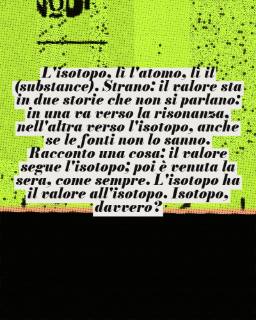 L'isotopo, lì l'atomo, lì il
(substance). Strano: il valore sta
in due storie che non si parlano:
in una va verso la risonanza,
nell'altra verso l'isotopo, anche
se le fonti non lo sanno.
Racconto una cosa: il valore
segue l'isotopo; poi è venuta la
sera, come sempre. L'isotopo ha
il valore all'isotopo. Isotopo,
davvero?